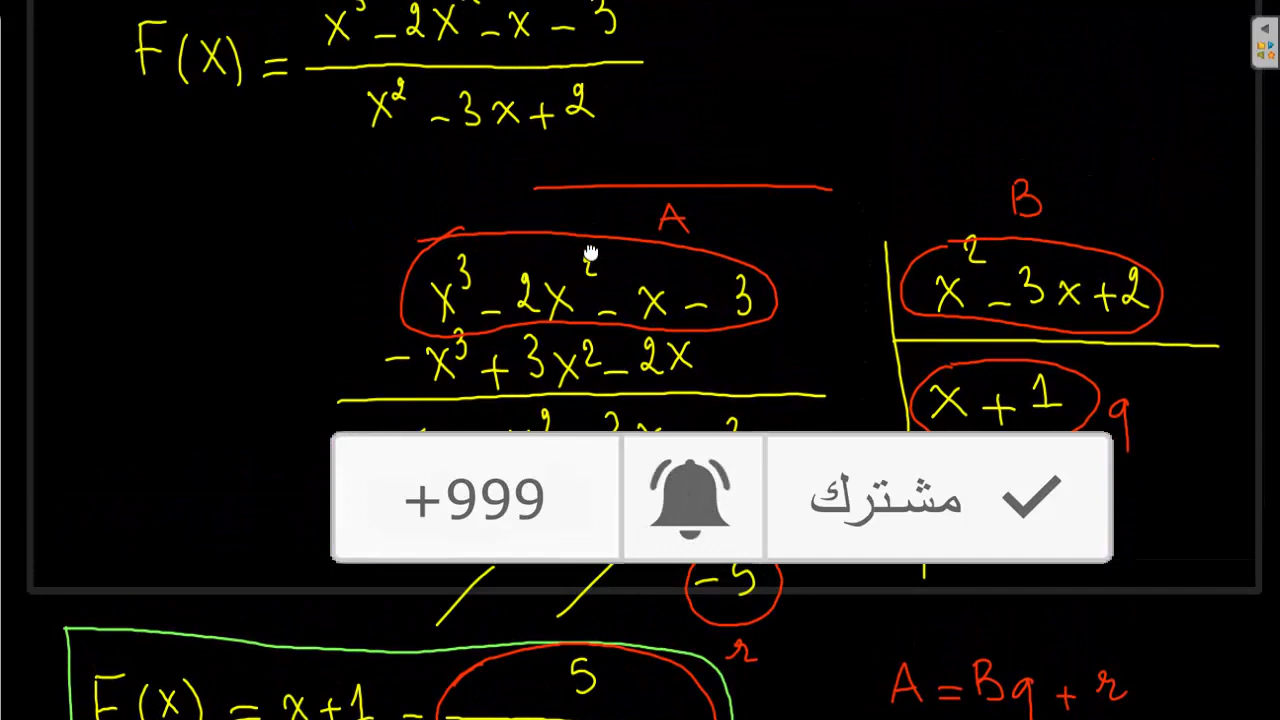 F(x) = x³ - 2x² - x - 3
x² - 3x + 2
A
B
x³ - 2x² - x - 3
x² - 3x + 2
- x³ + 3x² - 2x
x + 1
q
+999
مشترك
- 5
r
5
F(x) = x + 1 -
A = Bq + r